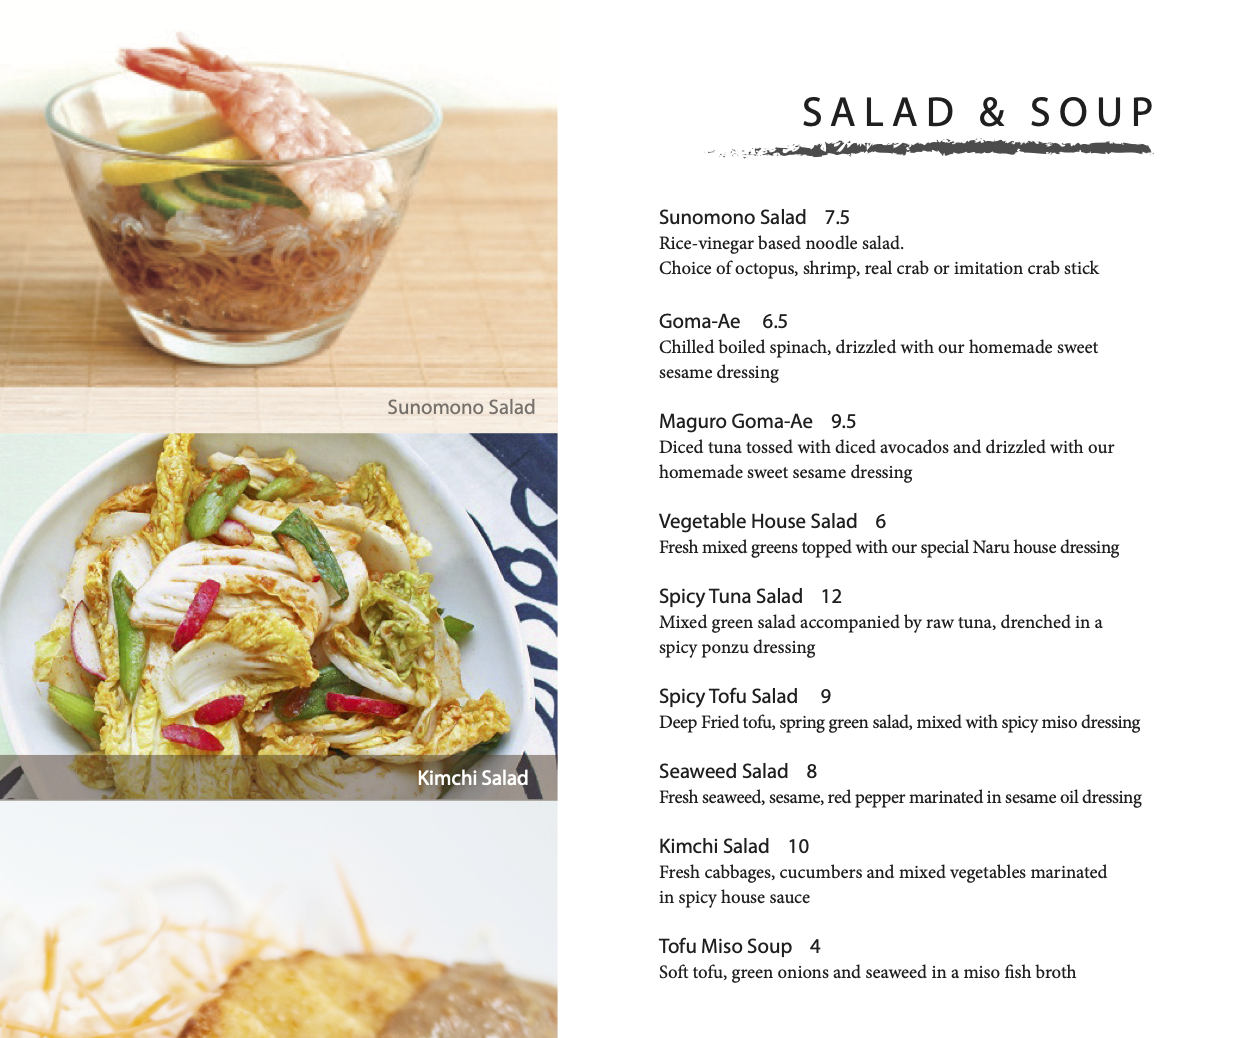 SALAD & SOUP
Sunomono Salad 7.5
Rice-vinegar based noodle salad.
Choice of octopus, shrimp, real crab or imitation crab stick
Goma-Ae 6.5
Chilled boiled spinach, drizzled with our homemade sweet
sesame dressing
Maguro Goma-Ae 9.5
Diced tuna tossed with diced avocados and drizzled with our
homemade sweet sesame dressing
Vegetable House Salad 6
Fresh mixed greens topped with our special Naru house dressing
Spicy Tuna Salad 12
Mixed green salad accompanied by raw tuna, drenched in a
spicy ponzu dressing
Spicy Tofu Salad 9
Deep Fried tofu, spring green salad, mixed with spicy miso dressing
Seaweed Salad 8
Fresh seaweed, sesame, red pepper marinated in sesame oil dressing
Kimchi Salad 10
Fresh cabbages, cucumbers and mixed vegetables marinated
in spicy house sauce
Tofu Miso Soup 4
Soft tofu, green onions and seaweed in a miso fish broth
Sunomono Salad
Kimchi Salad